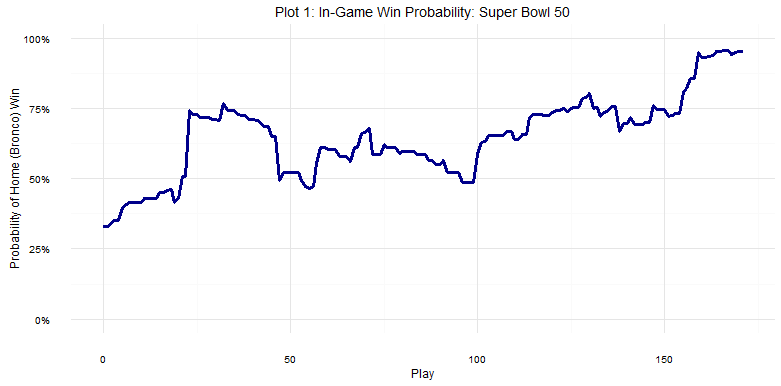 Plot 1: In-Game Win Probability: Super Bowl 50
Probability of Home (Bronco) Win
100%
75%
50%
25%
0%
0 50 100 150
Play